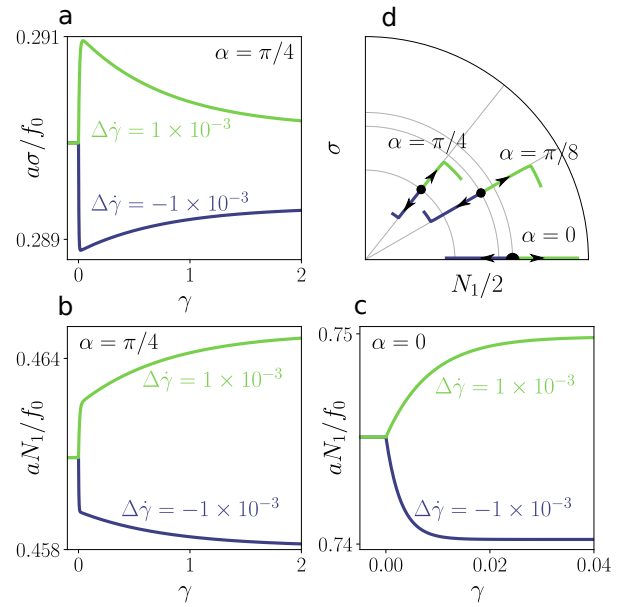 a
0.291
α = π/4
Δγ̇ = 1 × 10⁻³
aσ/f₀
Δγ̇ = −1 × 10⁻³
0.289
0
1
2
γ
d
σ
α = π/4
α = π/8
α = 0
N₁/2
b
α = π/4
0.464
Δγ̇ = 1 × 10⁻³
aN₁/f₀
Δγ̇ = −1 × 10⁻³
0.458
0
1
2
γ
c
0.75
α = 0
Δγ̇ = 1 × 10⁻³
aN₁/f₀
Δγ̇ = −1 × 10⁻³
0.74
0.00
0.02
0.04
γ